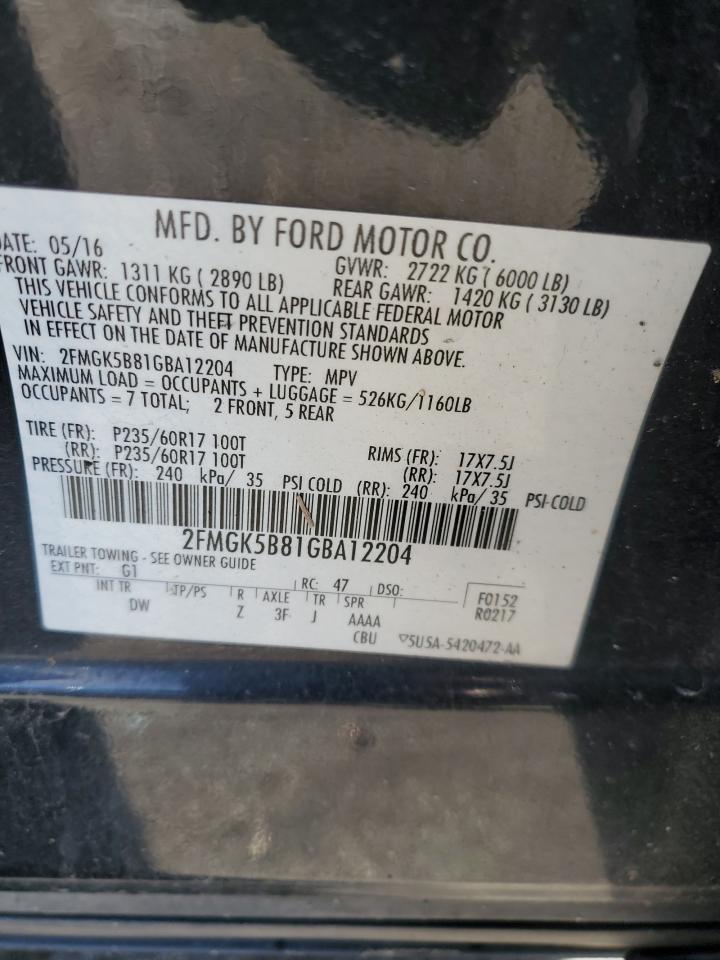 MFD. BY FORD MOTOR CO.
DATE: 05/16 GVWR: 2722 KG ( 6000 LB)
FRONT GAWR: 1311 KG ( 2890 LB) REAR GAWR: 1420 KG ( 3130 LB)
THIS VEHICLE CONFORMS TO ALL APPLICABLE FEDERAL MOTOR
VEHICLE SAFETY AND THEFT PREVENTION STANDARDS
IN EFFECT ON THE DATE OF MANUFACTURE SHOWN ABOVE.
VIN: 2FMGK5B81GBA12204 TYPE: MPV
MAXIMUM LOAD = OCCUPANTS + LUGGAGE = 526KG/1160LB
OCCUPANTS = 7 TOTAL; 2 FRONT, 5 REAR
TIRE (FR): P235/60R17 100T RIMS (FR): 17X7.5J
(RR): P235/60R17 100T (RR): 17X7.5J
PRESSURE (FR): 240 kPa/ 35 PSI COLD (RR): 240 kPa/ 35 PSI-COLD
2FMGK5B81GBA12204
TRAILER TOWING - SEE OWNER GUIDE
EXT PNT: G1 RC: 47 DSO:
INT TR TP/PS R AXLE TR SPR F0152
DW Z 3F J AAAA R0217
CBU 5U5A-5420472-AA